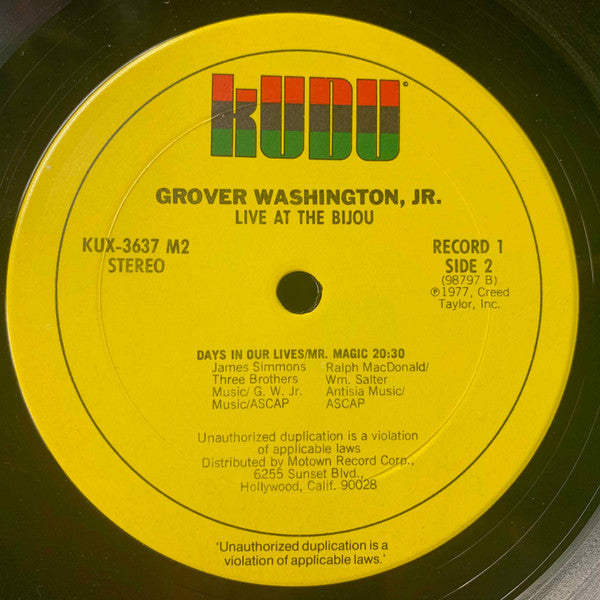 KUDU®
GROVER WASHINGTON, JR.
LIVE AT THE BIJOU
KUX-3637 M2
STEREO
RECORD 1
SIDE 2
(98797 B)
℗1977, Creed
Taylor, Inc.
DAYS IN OUR LIVES/MR. MAGIC 20:30
James Simmons
Three Brothers
Music/ G. W. Jr.
Music/ASCAP
Ralph MacDonald/
Wm. Salter
Antisia Music/
ASCAP
Unauthorized duplication is a violation
of applicable laws
Distributed by Motown Record Corp.,
6255 Sunset Blvd.,
Hollywood, Calif. 90028
'Unauthorized duplication is a
violation of applicable laws.'